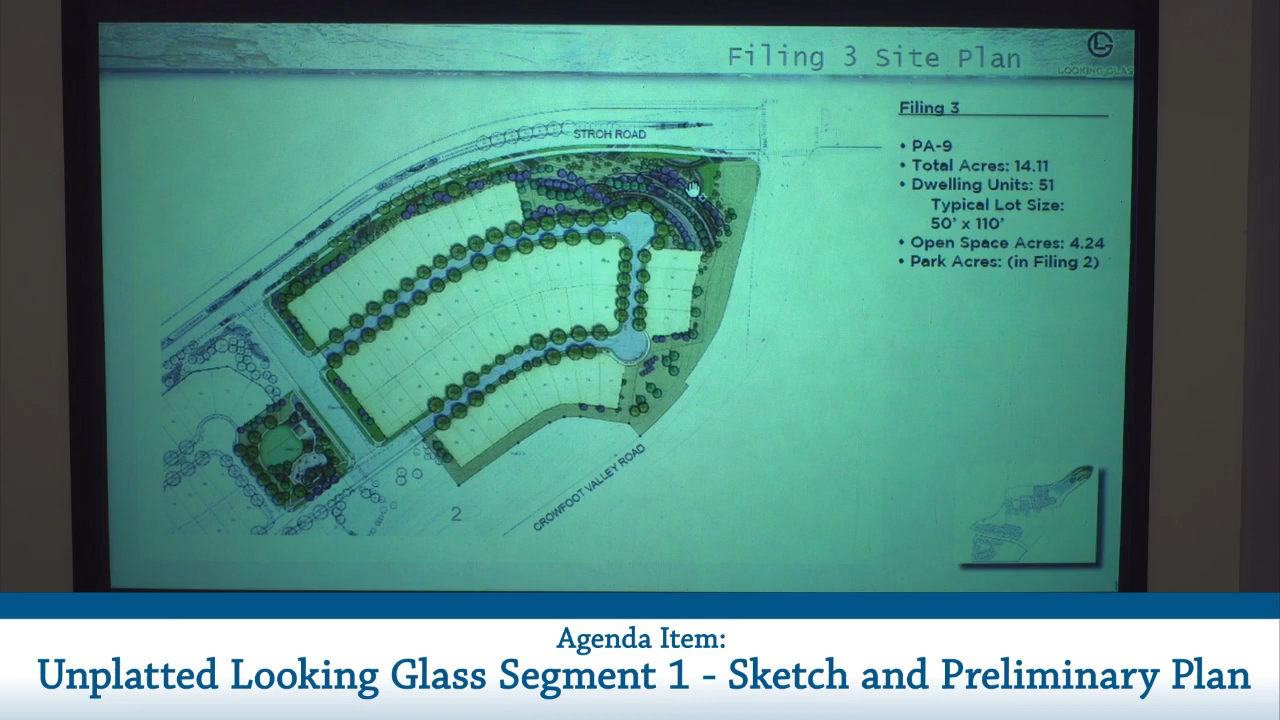 Filing 3 Site Plan
LOOKING GLASS
Filing 3
• PA-9
• Total Acres: 14.11
• Dwelling Units: 51
Typical Lot Size:
50' x 110'
• Open Space Acres: 4.24
• Park Acres: (in Filing 2)
STROH ROAD
CROWFOOT VALLEY ROAD
2
Agenda Item:
Unplatted Looking Glass Segment 1 - Sketch and Preliminary Plan